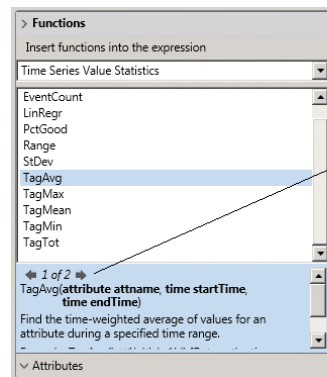 Functions
Insert functions into the expression
Time Series Value Statistics
EventCount
LinRegr
PctGood
Range
StDev
TagAvg
TagMax
TagMean
TagMin
TagTot
1 of 2
TagAvg(attribute attname, time startTime,
time endTime)
Find the time-weighted average of values for an
attribute during a specified time range.
Attributes